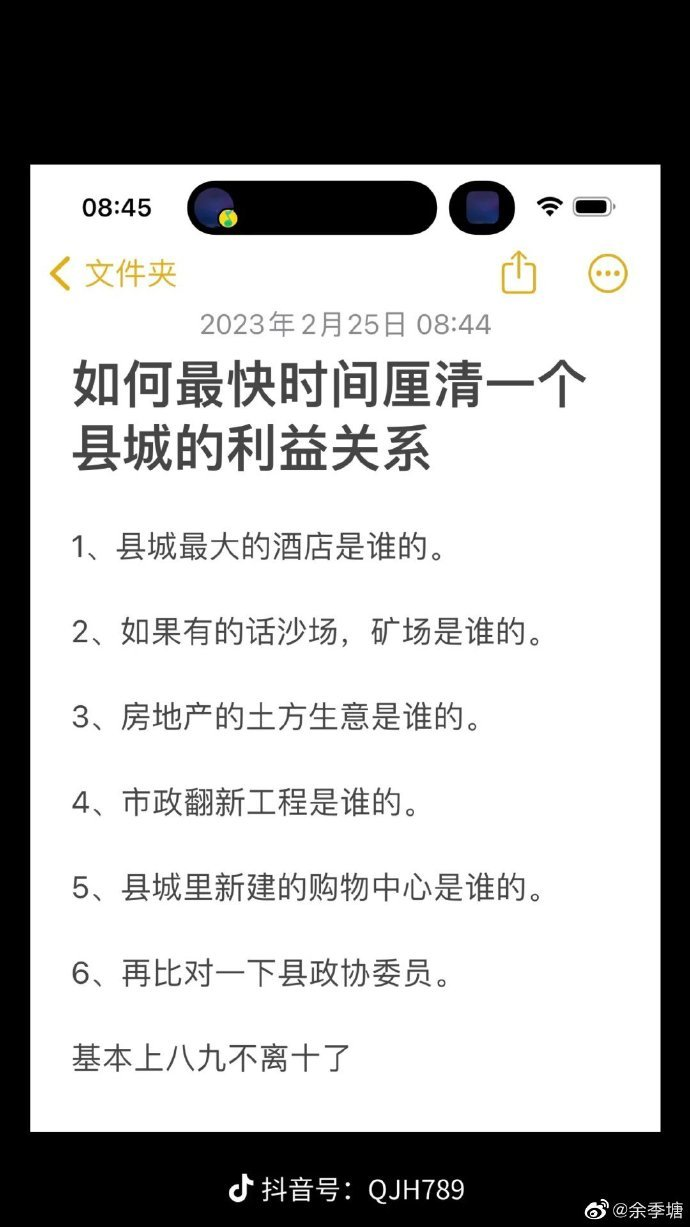 08:45
文件夹
2023年2月25日 08:44
如何最快时间厘清一个
县城的利益关系
1、县城最大的酒店是谁的。
2、如果有的话沙场，矿场是谁的。
3、房地产的土方生意是谁的。
4、市政翻新工程是谁的。
5、县城里新建的购物中心是谁的。
6、再比对一下县政协委员。
基本上八九不离十了
抖音号：QJH789
@余季塘